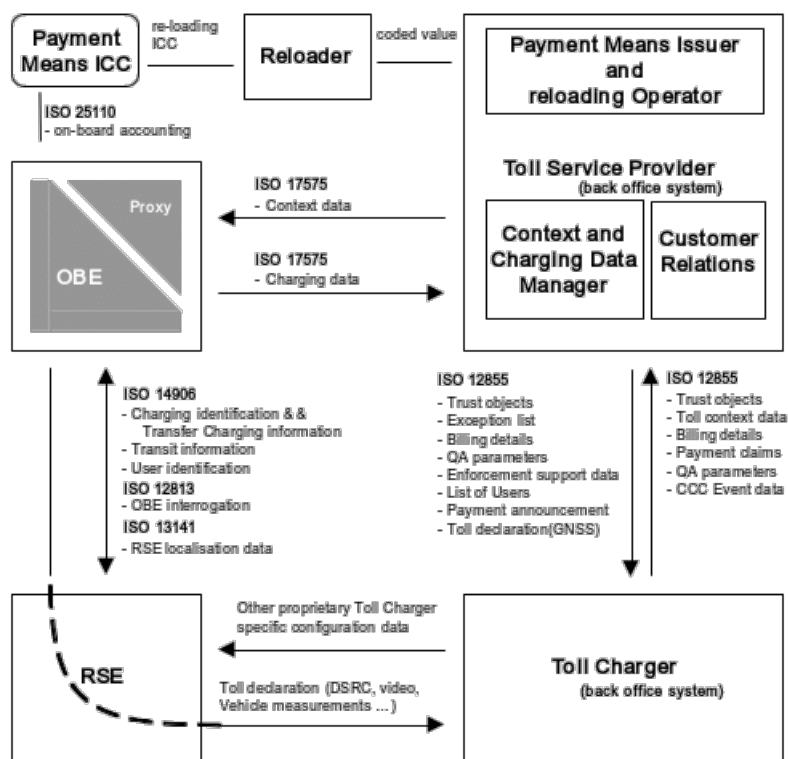 Payment
Means ICC
re-loading
ICC
Reloader
coded value
Payment Means Issuer
and
reloading Operator
ISO 25110
- on-board accounting
Toll Service Provider
(back office system)
Context and
Charging Data
Manager
Customer
Relations
Proxy
OBE
ISO 17575
- Context data
ISO 17575
- Charging data
ISO 14906
- Charging identification & &
Transfer Charging information
- Transit information
- User identification
ISO 12813
- OBE interrogation
ISO 13141
- RSE localisation data
ISO 12855
- Trust objects
- Exception list
- Billing details
- QA parameters
- Enforcement support data
- List of Users
- Payment announcement
- Toll declaration(GNSS)
ISO 12855
- Trust objects
- Toll context data
- Billing details
- Payment claims
- QA parameters
- CCC Event data
RSE
Other proprietary Toll Charger
specific configuration data
Toll declaration (DSRC, video,
Vehicle measurements ... )
Toll Charger
(back office system)